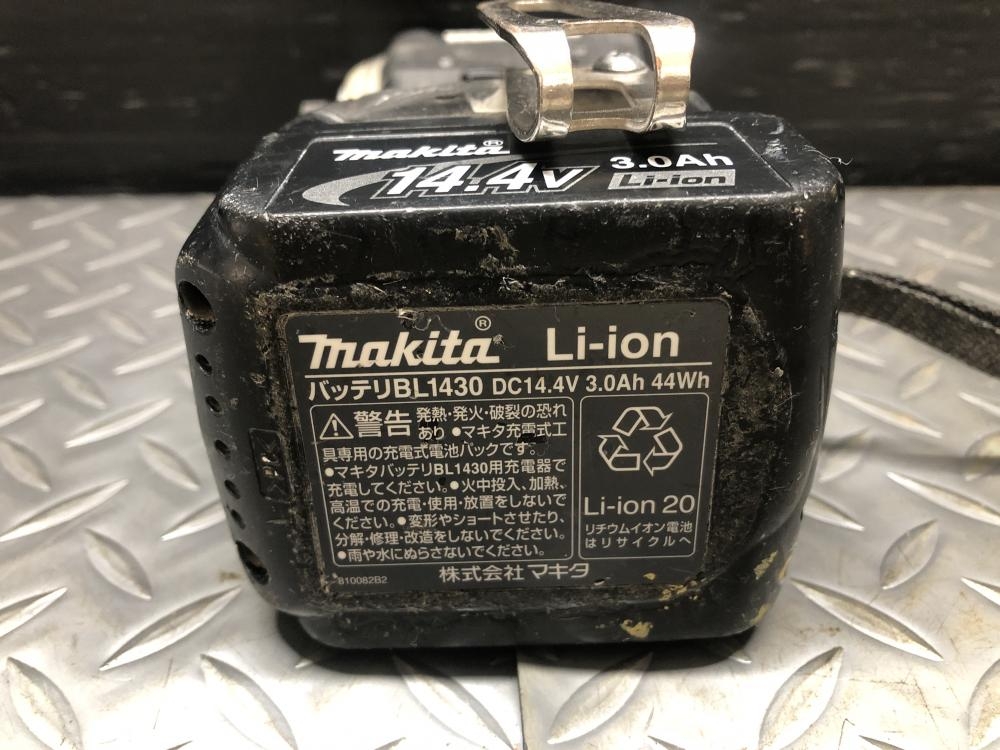 makita®
14.4V 3.0Ah
Li-ion
makita® Li-ion
バッテリBL1430 DC14.4V 3.0Ah 44Wh
警告 発熱・発火・破裂の恐れ
あり ●マキタ充電式工
具専用の充電式電池パックです。
●マキタバッテリBL1430用充電器で
充電してください。●火中投入、加熱、
高温での充電・使用・放置をしないで
ください。●変形やショートさせたり、
分解・修理・改造をしないでください。
●雨や水にぬらさないでください。
Li-ion 20
リチウムイオン電池
はリサイクルへ
810082B2
株式会社マキタ